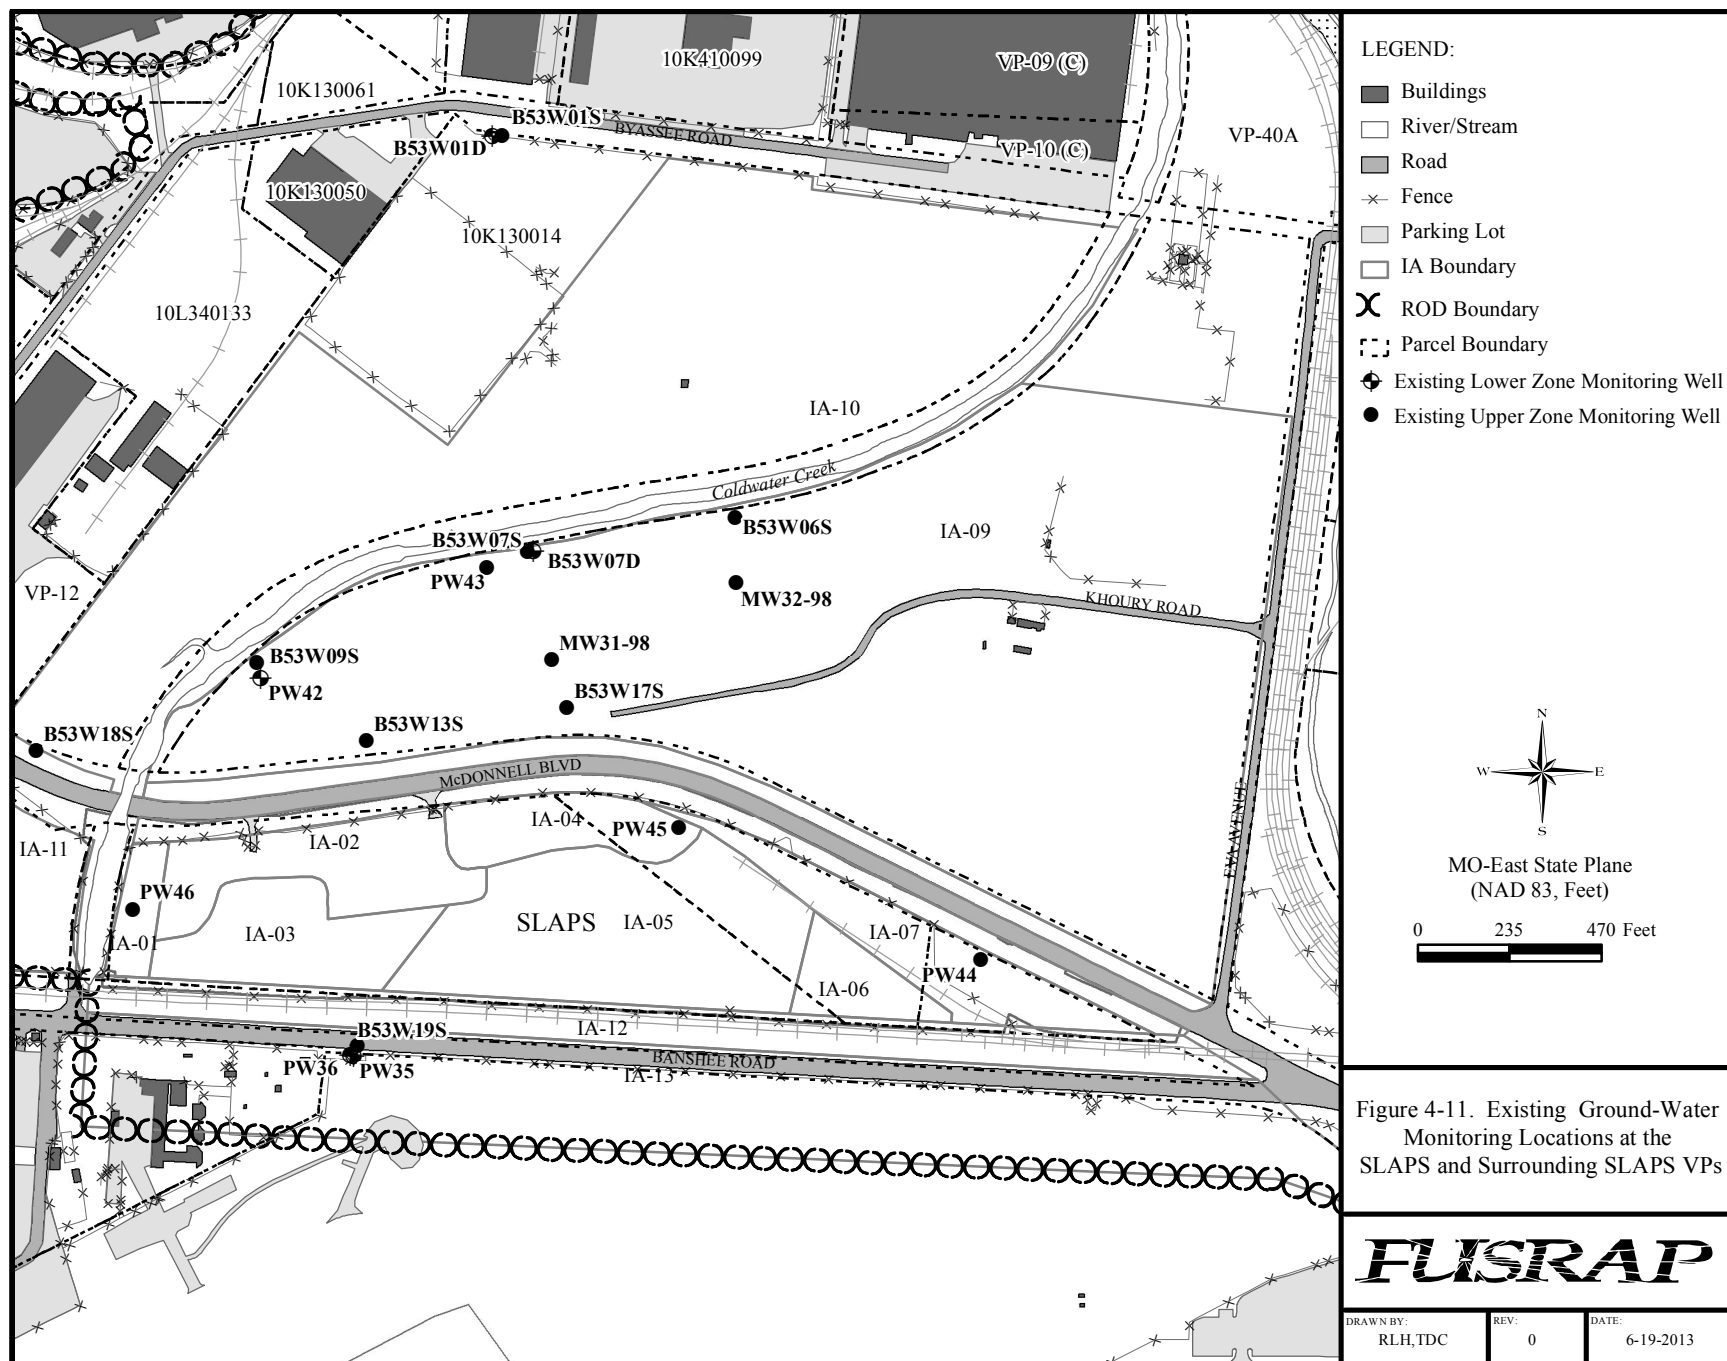 10K410099
VP-09 (C)
10K130061
B53W01S
BYASSEE ROAD
VP-40A
B53W01D
VP-10 (C)
10K130050
10K130014
10L340133
IA-10
Coldwater Creek
B53W06S
IA-09
B53W07S
B53W07D
PW43
VP-12
MW32-98
KHOURY ROAD
MW31-98
B53W09S
PW42
B53W17S
B53W13S
B53W18S
McDONNELL BLVD
EVA AVENUE
IA-04
PW45
IA-02
IA-11
PW46
SLAPS
IA-05
IA-03
IA-01
IA-07
PW44
IA-06
B53W19S
IA-12
PW36
PW35
BANSHEE ROAD
IA-13
LEGEND:
Buildings
River/Stream
Road
Fence
Parking Lot
IA Boundary
ROD Boundary
Parcel Boundary
Existing Lower Zone Monitoring Well
Existing Upper Zone Monitoring Well
N
W E
S
MO-East State Plane
(NAD 83, Feet)
0 235 470 Feet
Figure 4-11. Existing Ground-Water
Monitoring Locations at the
SLAPS and Surrounding SLAPS VPs
FUSRAP
DRAWN BY: REV: DATE:
RLH,TDC 0 6-19-2013